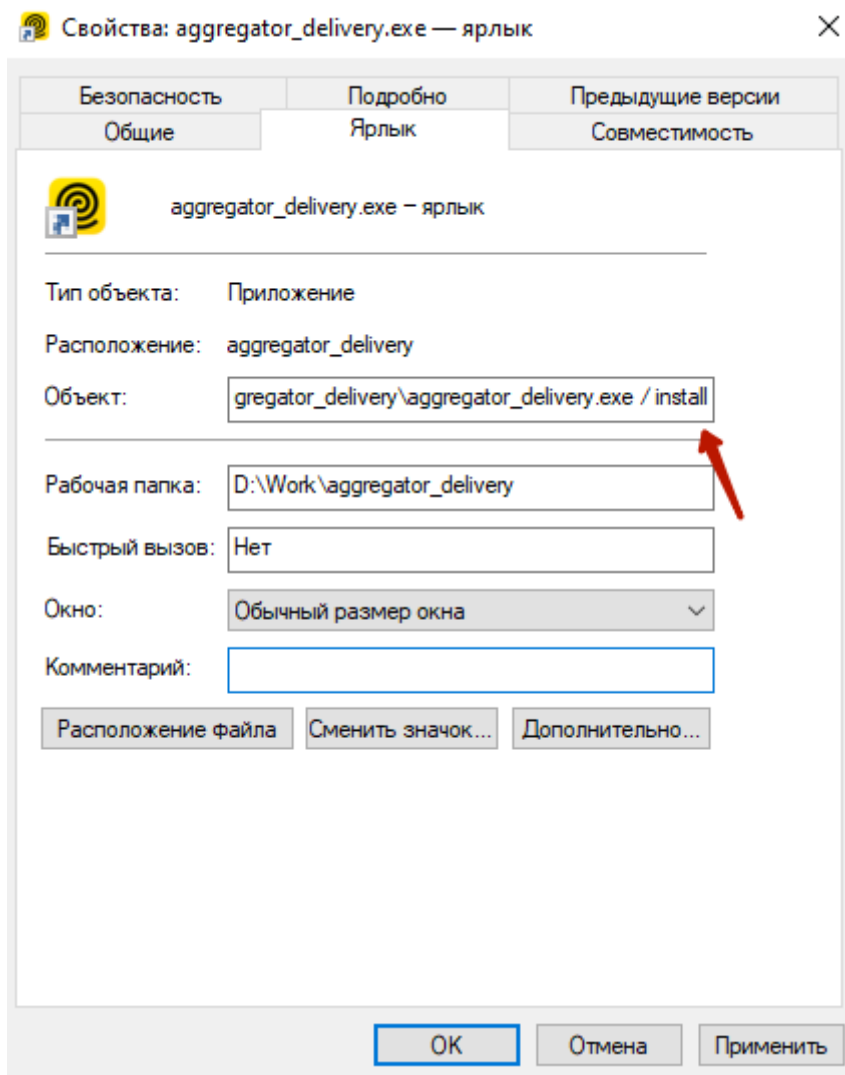 Свойства: aggregator_delivery.exe — ярлык
Безопасность Подробно Предыдущие версии
Общие Ярлык Совместимость
aggregator_delivery.exe – ярлык
Тип объекта: Приложение
Расположение: aggregator_delivery
Объект: gregator_delivery\aggregator_delivery.exe / install
Рабочая папка: D:\Work\aggregator_delivery
Быстрый вызов: Нет
Окно: Обычный размер окна
Комментарий:
Расположение файла Сменить значок... Дополнительно...
OK Отмена Применить